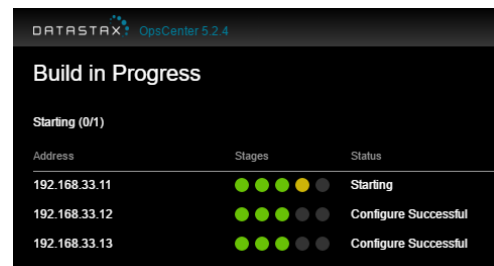 DATASTAX OpsCenter 5.2.4
Build in Progress
Starting (0/1)
Address Stages Status
192.168.33.11 Starting
192.168.33.12 Configure Successful
192.168.33.13 Configure Successful